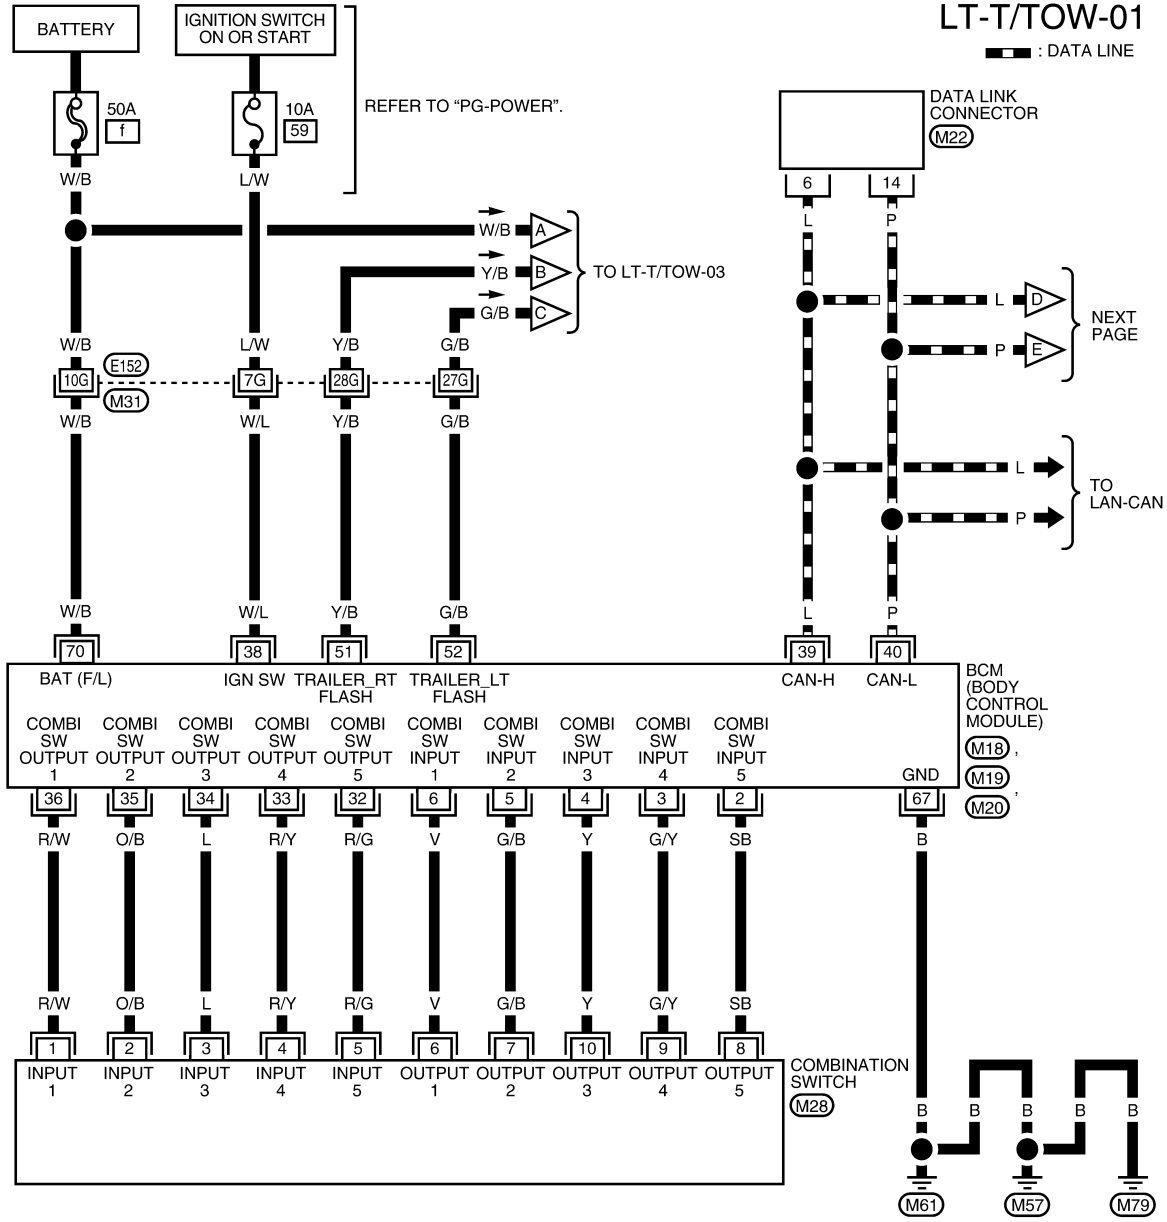 LT-T/TOW-01
: DATA LINE
BATTERY
IGNITION SWITCH
ON OR START
50A
f
10A
59
REFER TO “PG-POWER”.
DATA LINK
CONNECTOR
M22
W/B L/W
6 14
L P
W/B A
Y/B B
G/B C
TO LT-T/TOW-03
L D
P E
NEXT
PAGE
W/B L/W Y/B G/B
10G E152 7G 28G 27G
M31
W/B W/L Y/B G/B
L
P
TO
LAN-CAN
W/B W/L Y/B G/B L P
70 38 51 52 39 40
BAT (F/L) IGN SW TRAILER_RT TRAILER_LT CAN-H CAN-L
FLASH FLASH
BCM
(BODY
CONTROL
MODULE)
M18 ,
M19 ,
M20
COMBI COMBI COMBI COMBI COMBI COMBI COMBI COMBI COMBI COMBI
SW SW SW SW SW SW SW SW SW SW
OUTPUT OUTPUT OUTPUT OUTPUT OUTPUT INPUT INPUT INPUT INPUT INPUT
1 2 3 4 5 1 2 3 4 5 GND
36 35 34 33 32 6 5 4 3 2 67
R/W O/B L R/Y R/G V G/B Y G/Y SB B
R/W O/B L R/Y R/G V G/B Y G/Y SB
1 2 3 4 5 6 7 10 9 8
INPUT INPUT INPUT INPUT INPUT OUTPUT OUTPUT OUTPUT OUTPUT OUTPUT
1 2 3 4 5 1 2 3 4 5
COMBINATION
SWITCH
M28
B B B B B
M61 M57 M79